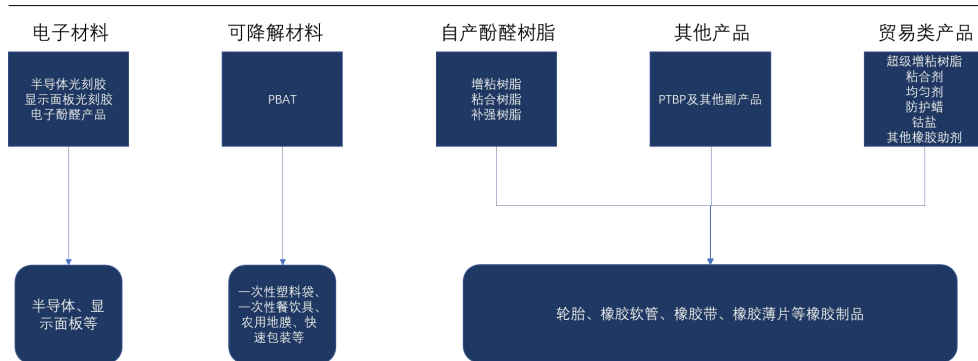 电子材料
可降解材料
自产酚醛树脂
其他产品
贸易类产品
半导体光刻胶
显示面板光刻胶
电子酚醛产品
PBAT
增粘树脂
粘合树脂
补强树脂
PTBP及其他副产品
超级增粘树脂
粘合剂
均匀剂
防护蜡
钴盐
其他橡胶助剂
半导体、显
示面板等
一次性塑料袋、
一次性餐饮具、
农用地膜、快
速包装等
轮胎、橡胶软管、橡胶带、橡胶薄片等橡胶制品